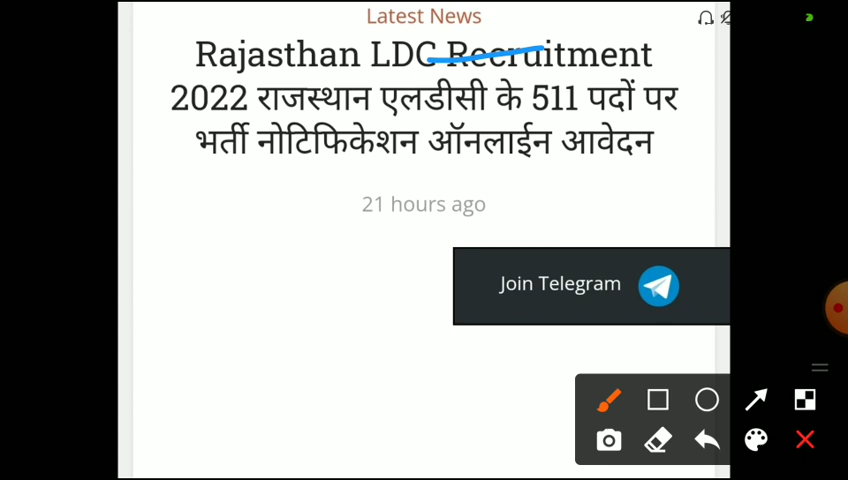 Latest News
Rajasthan LDC Recruitment
2022 राजस्थान एलडीसी के 511 पदों पर
भर्ती नोटिफिकेशन ऑनलाईन आवेदन
21 hours ago
Join Telegram